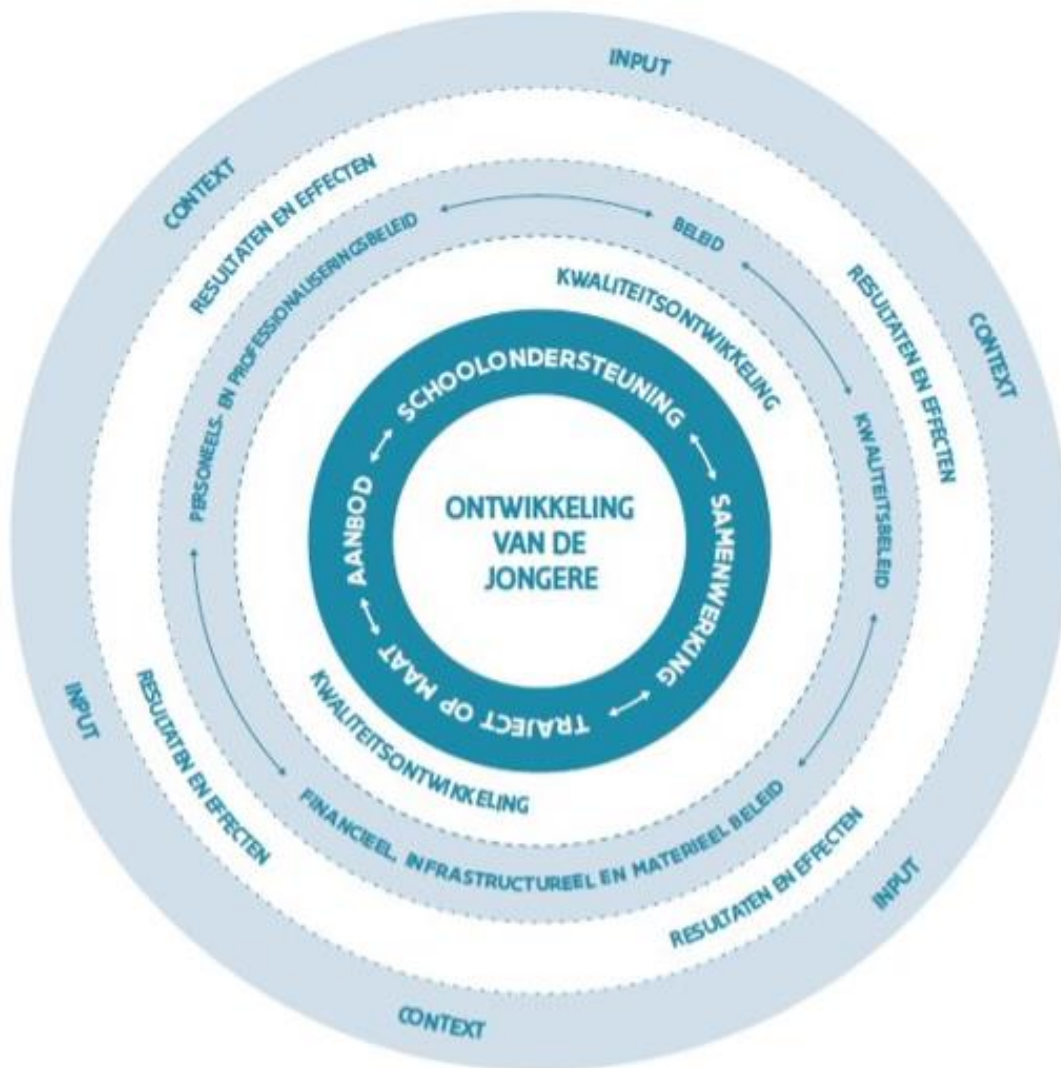 INPUT
CONTEXT
RESULTATEN EN EFFECTEN
PERSONEELS- EN PROFESSIONALISERINGSBELEID
BELEID
KWALITEITSONTWIKKELING
RESULTATEN EN EFFECTEN
CONTEXT
SCHOOLONDERSTEUNING
KWALITEITSBELEID
AANBOD
ONTWIKKELING
VAN DE
JONGERE
SAMENWERKING
TRAJECT OP MAAT
KWALITEITSONTWIKKELING
INPUT
RESULTATEN EN EFFECTEN
FINANCIEEL, INFRASTRUCTUREEL EN MATERIEEL BELEID
RESULTATEN EN EFFECTEN
INPUT
CONTEXT